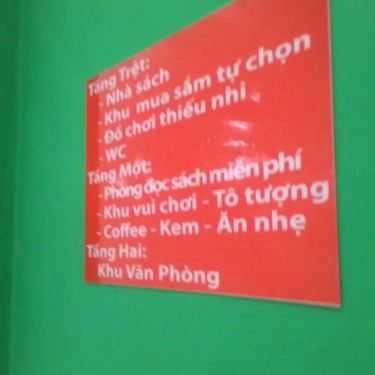 Tầng Trệt:
- Nhà sách
- Khu mua sắm tự chọn
- Đồ chơi thiếu nhi
- WC
Tầng Một:
- Phòng đọc sách miễn phí
- Khu vui chơi - Tô tượng
- Coffee - Kem - Ăn nhẹ
Tầng Hai:
Khu Văn Phòng